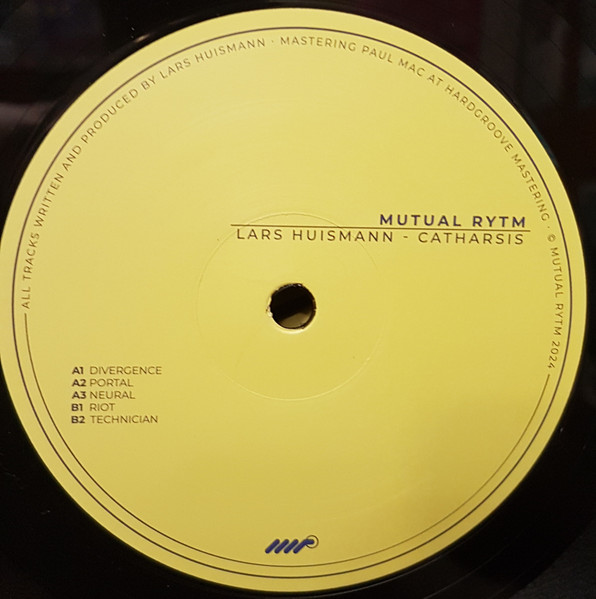 ALL TRACKS WRITTEN AND PRODUCED BY LARS HUISMANN · MASTERING PAUL MAC AT HARDGROOVE MASTERING · © MUTUAL RYTM 2024
MUTUAL RYTM
LARS HUISMANN - CATHARSIS
A1 DIVERGENCE
A2 PORTAL
A3 NEURAL
B1 RIOT
B2 TECHNICIAN